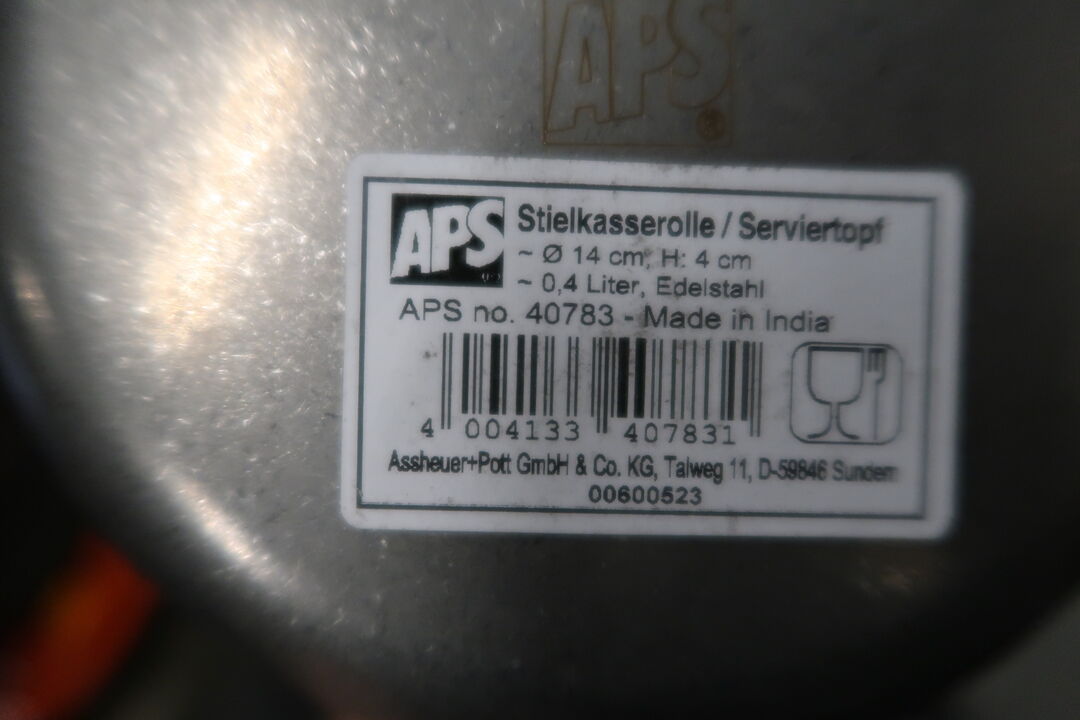 APS
APS Stielkasserolle / Serviertopf
~ Ø 14 cm, H: 4 cm
~ 0,4 Liter, Edelstahl
APS no. 40783 - Made in India
4 004133 407831
Assheuer+Pott GmbH & Co. KG, Talweg 11, D-59846 Sundern
00600523